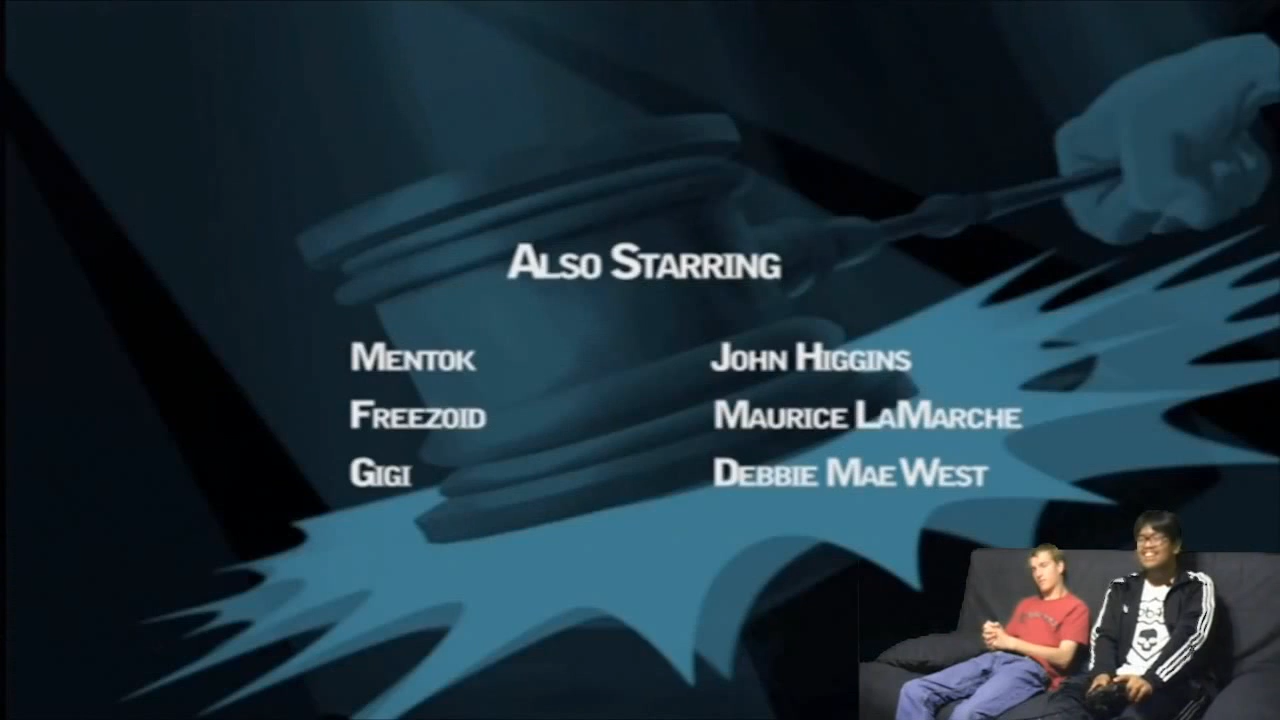 Also Starring
Mentok John Higgins
Freezoid Maurice LaMarche
Gigi Debbie Mae West